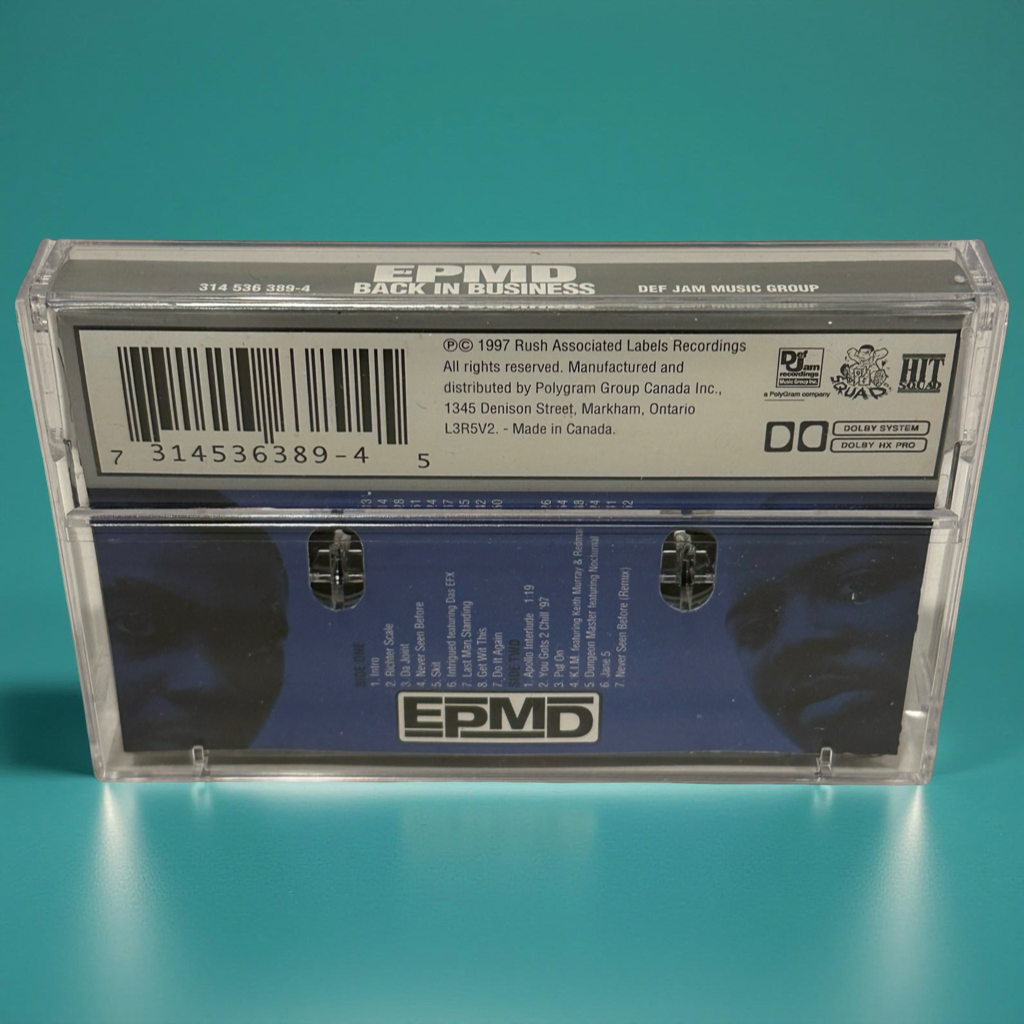 314 536 389-4
EPMD
BACK IN BUSINESS
DEF JAM MUSIC GROUP
7 314536389-4 5
℗© 1997 Rush Associated Labels Recordings
All rights reserved. Manufactured and
distributed by Polygram Group Canada Inc.,
1345 Denison Street, Markham, Ontario
L3R5V2. - Made in Canada.
Def Jam
recordings
Music Group Inc.
a PolyGram company
SQUAD
HIT
SQUAD
DOLBY SYSTEM
DOLBY HX PRO
SIDE ONE
1. Intro
2. Richter Scale
3. Da Joint
4. Never Seen Before
5. Skit
6. Intrigued featuring Das EFX
7. Last Man Standing
8. Get Wit This
7. Do It Again
SIDE TWO
1. Apollo Interlude 1:19
2. You Gots 2 Chill '97
3. Put On
4. K.I.M. featuring Keith Murray & Redman
5. Dungeon Master featuring Nocturnal
6. Jane 5
7. Never Seen Before (Remix)
EPMD